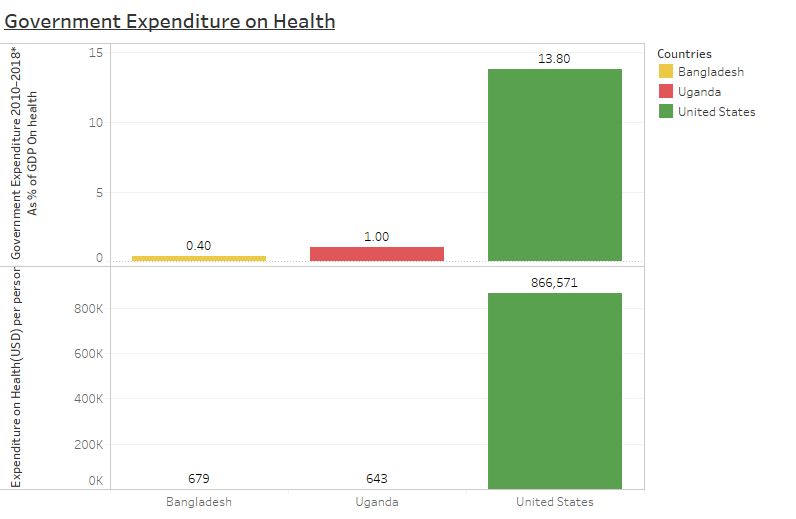 Government Expenditure on Health
Government Expenditure 2010–2018*
As % of GDP On health
15
10
5
0
0.40
1.00
13.80
Countries
Bangladesh
Uganda
United States
Expenditure on Health(USD) per person
800K
600K
400K
200K
0K
679
643
866,571
Bangladesh
Uganda
United States